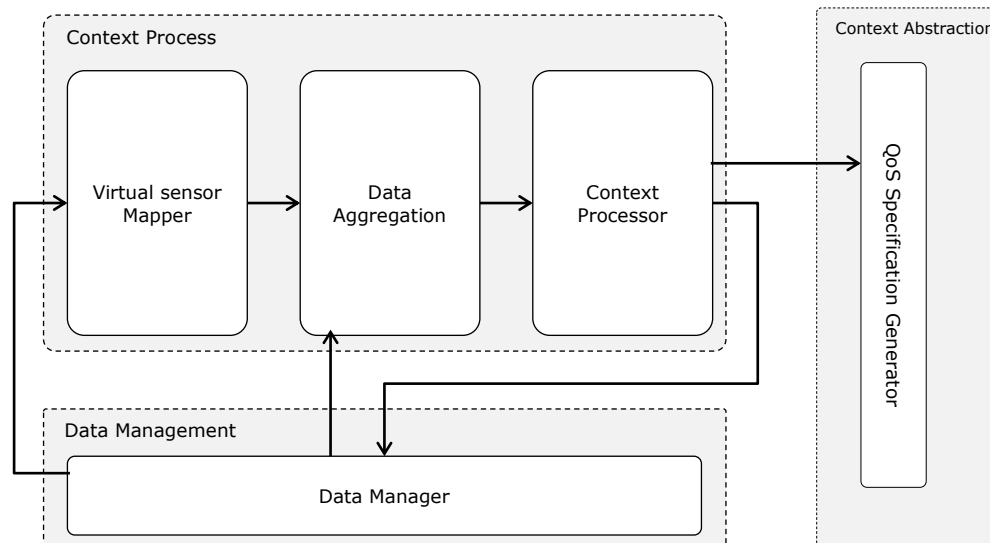 Context Process
Context Abstraction
Virtual sensor
Mapper
Data
Aggregation
Context
Processor
QoS Specification Generator
Data Management
Data Manager